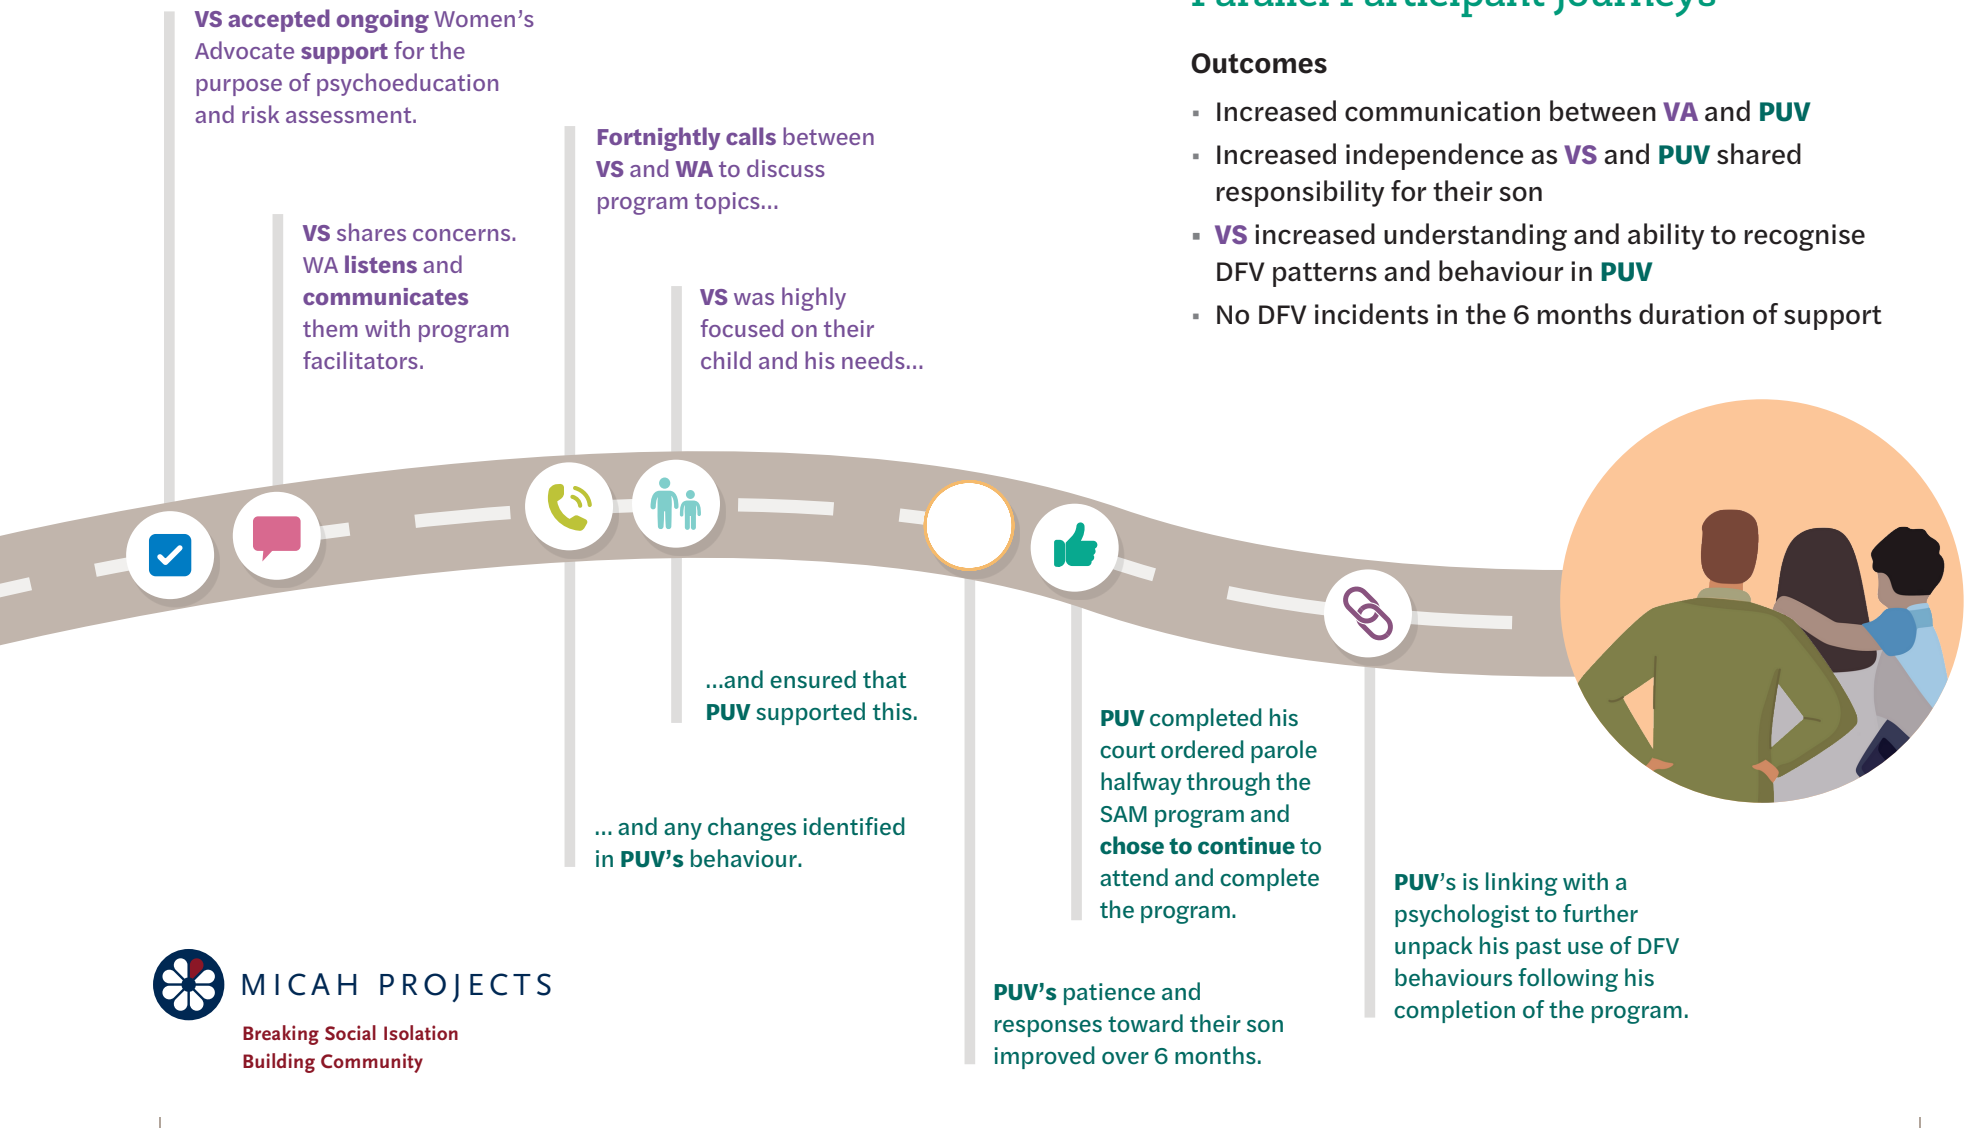 VS accepted ongoing Women's
Advocate support for the
purpose of psychoeducation
and risk assessment.
VS shares concerns.
WA listens and
communicates
them with program
facilitators.
Fortnightly calls between
VS and WA to discuss
program topics...
VS was highly
focused on their
child and his needs...
Parallel Participant Journeys
Outcomes
▪ Increased communication between VA and PUV
▪ Increased independence as VS and PUV shared
responsibility for their son
▪ VS increased understanding and ability to recognise
DFV patterns and behaviour in PUV
▪ No DFV incidents in the 6 months duration of support
...and ensured that
PUV supported this.
... and any changes identified
in PUV's behaviour.
PUV's patience and
responses toward their son
improved over 6 months.
PUV completed his
court ordered parole
halfway through the
SAM program and
chose to continue to
attend and complete
the program.
PUV's is linking with a
psychologist to further
unpack his past use of DFV
behaviours following his
completion of the program.
MICAH PROJECTS
Breaking Social Isolation
Building Community